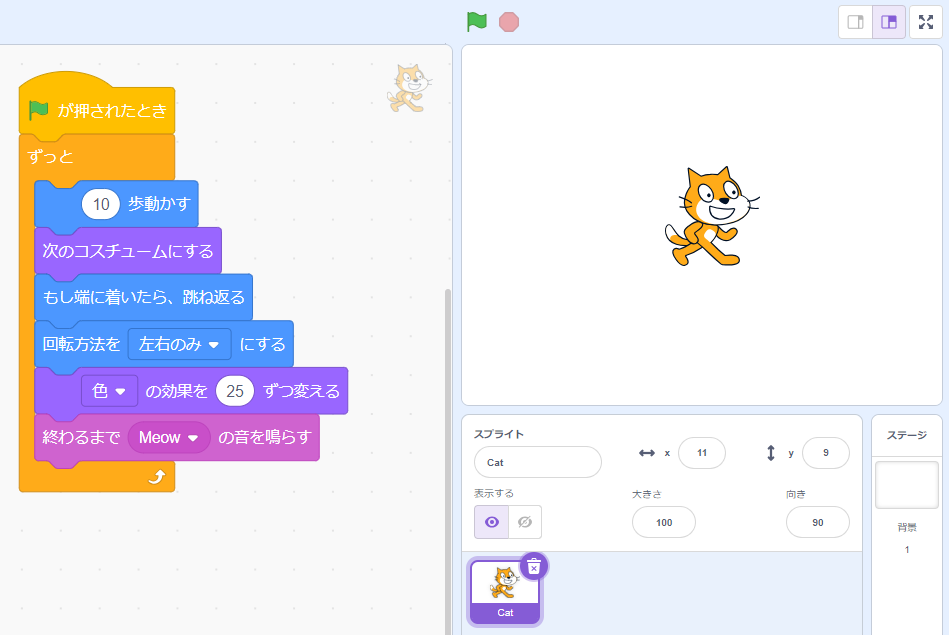 が押されたとき
ずっと
10 歩動かす
次のコスチュームにする
もし端に着いたら、跳ね返る
回転方法を 左右のみ にする
色 の効果を 25 ずつ変える
終わるまで Meow の音を鳴らす
スプライト
Cat
x 11
y 9
表示する
大きさ
100
向き
90
Cat
ステージ
背景
1